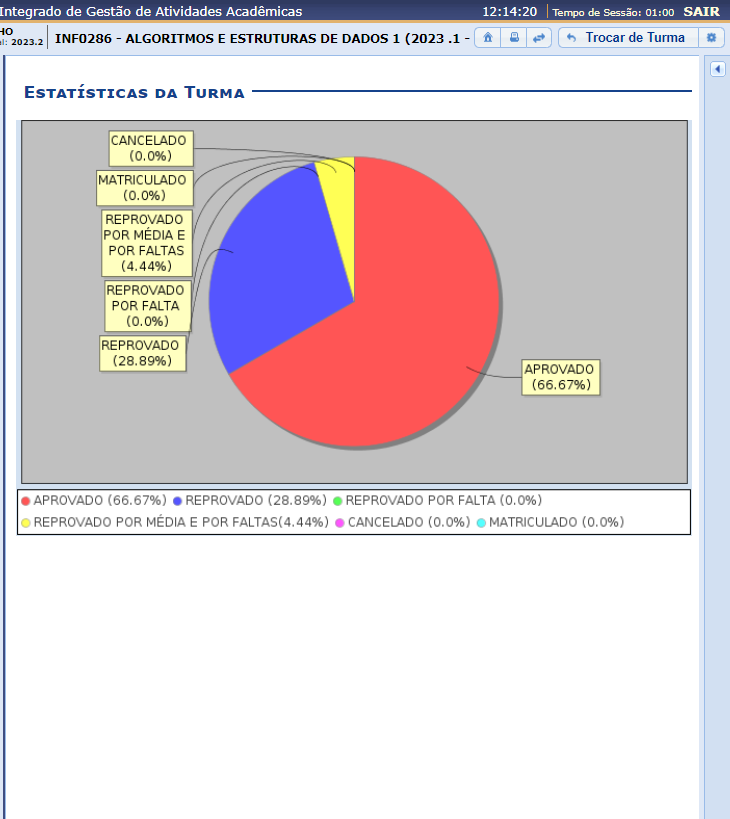 Integrado de Gestão de Atividades Acadêmicas 12:14:20 Tempo de Sessão: 01:00 SAIR
HO
el: 2023.2
INF0286 - ALGORITMOS E ESTRUTURAS DE DADOS 1 (2023 .1 - Trocar de Turma
Estatísticas da Turma
CANCELADO
(0.0%)
MATRICULADO
(0.0%)
REPROVADO
POR MÉDIA E
POR FALTAS
(4.44%)
REPROVADO
POR FALTA
(0.0%)
REPROVADO
(28.89%)
APROVADO
(66.67%)
APROVADO (66.67%) REPROVADO (28.89%) REPROVADO POR FALTA (0.0%)
REPROVADO POR MÉDIA E POR FALTAS(4.44%) CANCELADO (0.0%) MATRICULADO (0.0%)